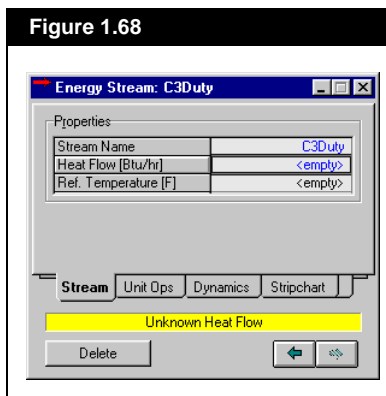 Figure 1.68
Energy Stream: C3Duty
Properties
Stream Name C3Duty
Heat Flow [Btu/hr] <empty>
Ref. Temperature [F] <empty>
Stream Unit Ops Dynamics Stripchart
Unknown Heat Flow
Delete